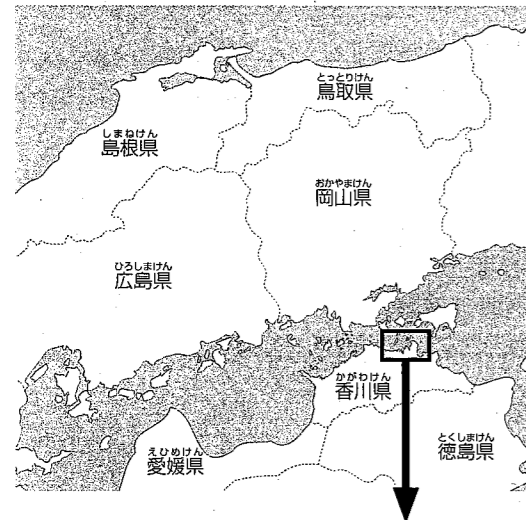 とっとりけん
鳥取県
しまねけん
島根県
おかやまけん
岡山県
ひろしまけん
広島県
かがわけん
香川県
えひめけん
愛媛県
とくしまけん
徳島県